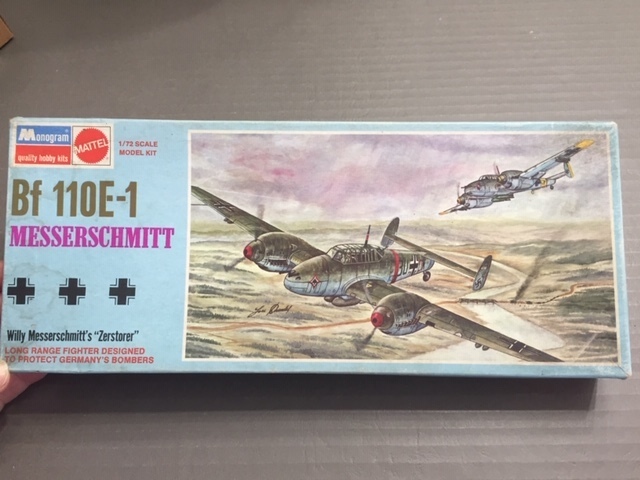 Monogram
quality hobby kits
MATTEL
1/72 SCALE
MODEL KIT
Bf 110E-1
MESSERSCHMITT
Willy Messerschmitt's "Zerstorer"
LONG RANGE FIGHTER DESIGNED
TO PROTECT GERMANY'S BOMBERS